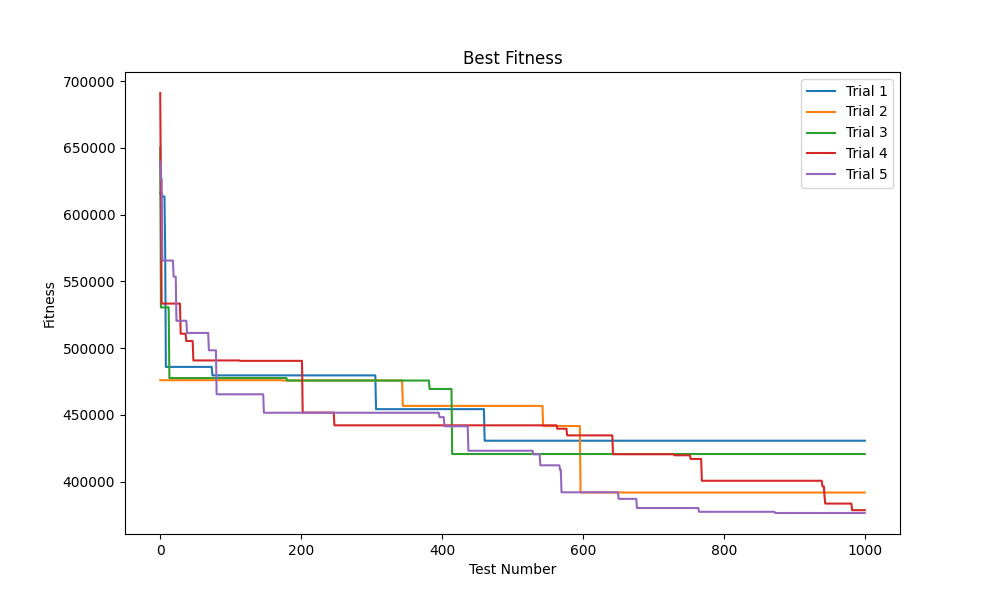 Best Fitness
700000
650000
600000
550000
500000
450000
400000
Fitness
0
200
400
600
800
1000
Test Number
Trial 1
Trial 2
Trial 3
Trial 4
Trial 5